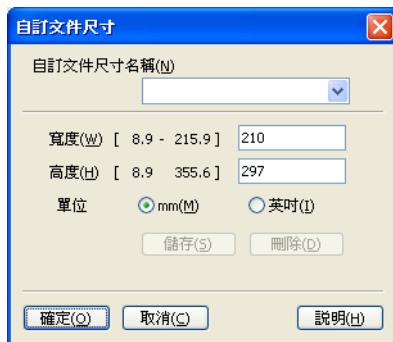 自訂文件尺寸
自訂文件尺寸名稱(N)
寬度(W) [ 8.9 - 215.9 ] 210
高度(H) [ 8.9 355.6 ] 297
單位 mm(M) 英吋(I)
儲存(S) 刪除(D)
確定(O) 取消(C) 説明(H)